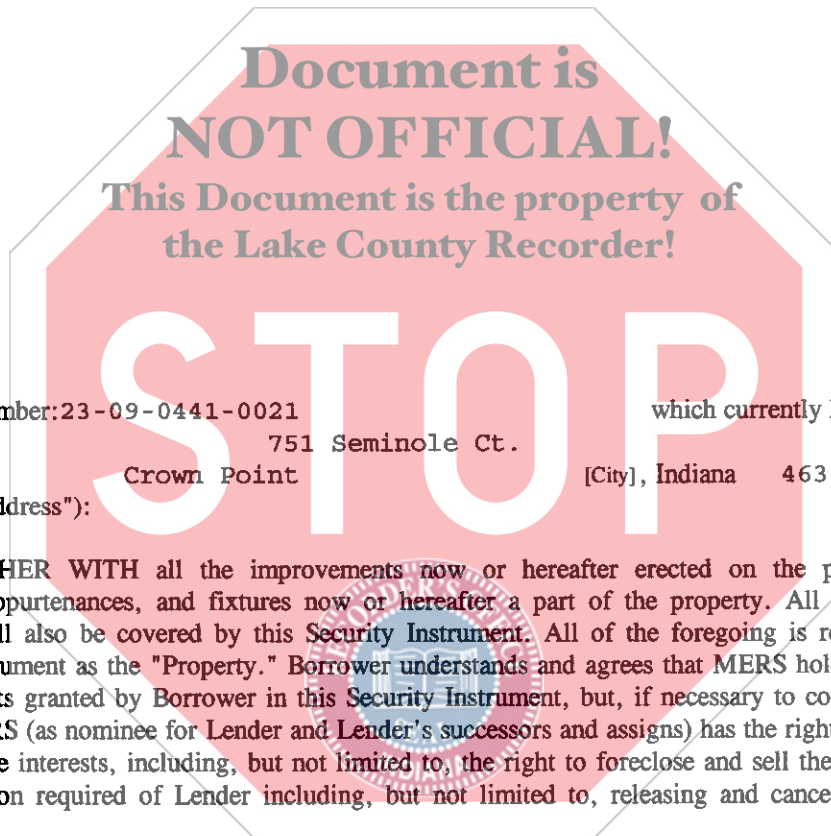 Document is
NOT OFFICIAL!
This Document is the property of
the Lake County Recorder!
STOP
mber:23-09-0441-0021 which currently
751 Seminole Ct.
Crown Point [City], Indiana 463
ddress"):
HER WITH all the improvements now or hereafter erected on the p
ppurtenances, and fixtures now or hereafter a part of the property. All
ll also be covered by this Security Instrument. All of the foregoing is re
ument as the "Property." Borrower understands and agrees that MERS hol
ts granted by Borrower in this Security Instrument, but, if necessary to co
RS (as nominee for Lender and Lender's successors and assigns) has the right
e interests, including, but not limited to, the right to foreclose and sell the
on required of Lender including, but not limited to, releasing and cance